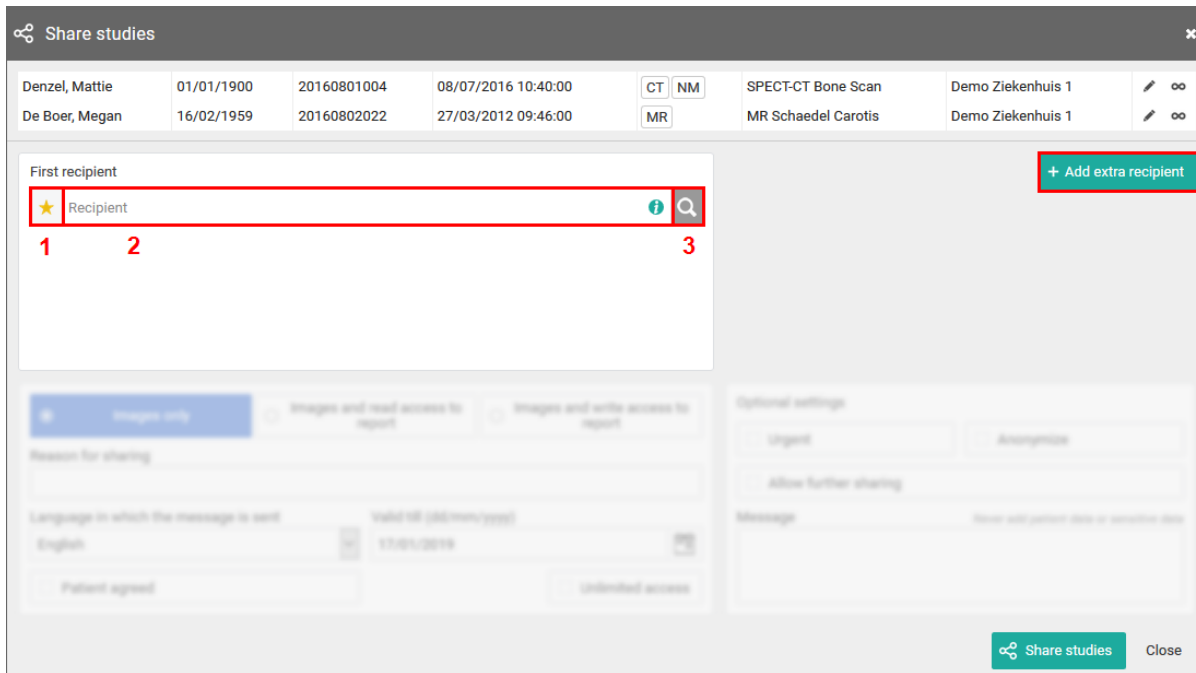 Share studies
Denzel, Mattie 01/01/1900 20160801004 08/07/2016 10:40:00 CT NM SPECT-CT Bone Scan Demo Ziekenhuis 1
De Boer, Megan 16/02/1959 20160802022 27/03/2012 09:46:00 MR MR Schaedel Carotis Demo Ziekenhuis 1
First recipient
+ Add extra recipient
Recipient
1 2 3
Images only
Images and read access to
report
Images and write access to
report
Optional settings
Urgent Anonymize
Reason for sharing
Allow further sharing
Language in which the message is sent Valid till (dd/mm/yyyy)
Message Never add patient data or sensitive data
English 17/01/2019
Patient agreed Unlimited access
Share studies Close